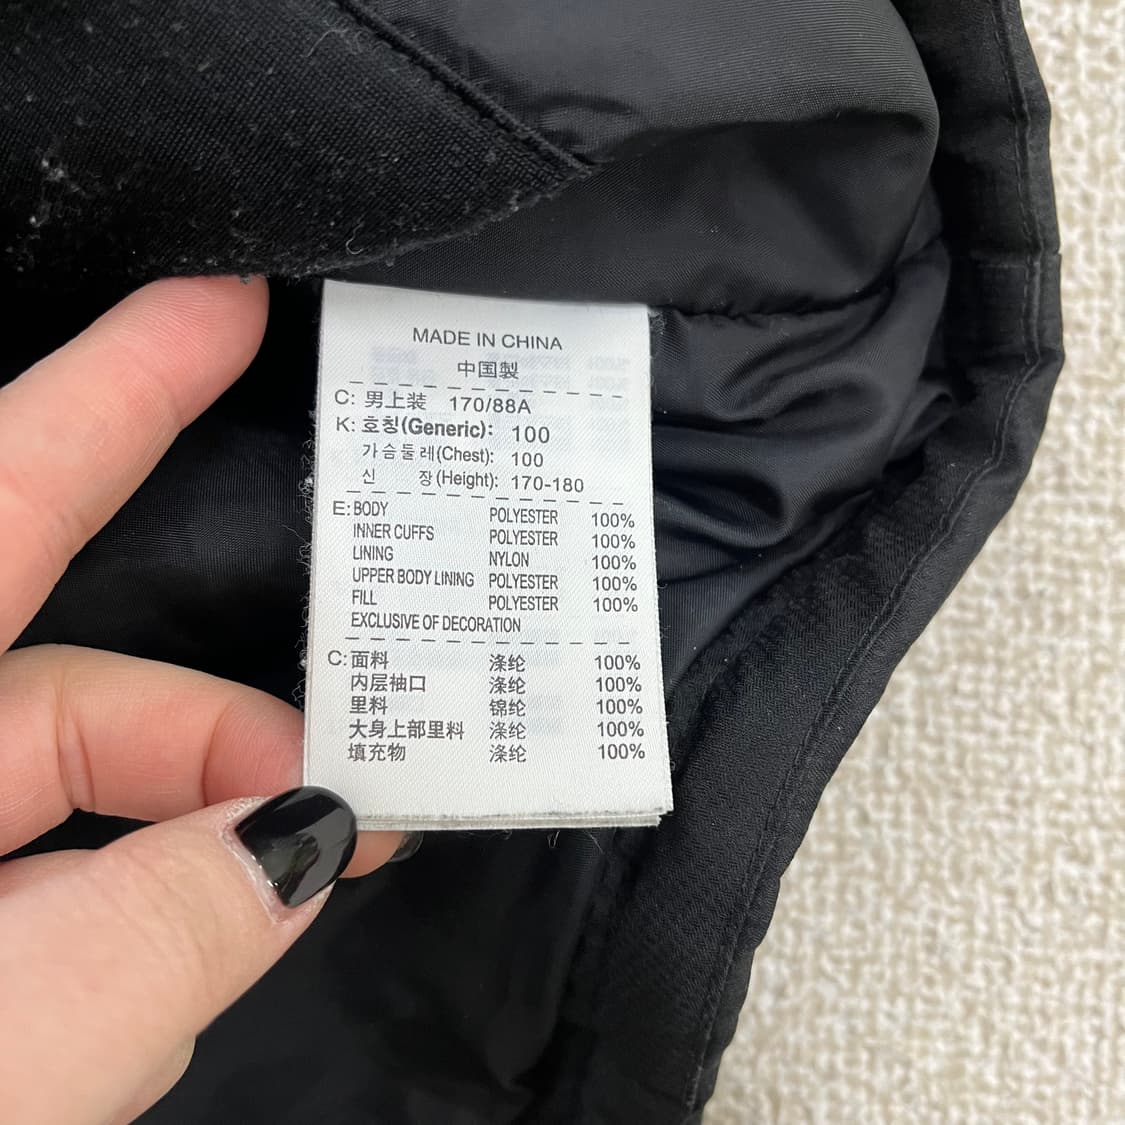 MADE IN CHINA
中国製
C: 男上装 170/88A
K: 호칭(Generic): 100
가슴둘레(Chest): 100
신 장(Height): 170-180
E: BODY POLYESTER 100%
INNER CUFFS POLYESTER 100%
LINING NYLON 100%
UPPER BODY LINING POLYESTER 100%
FILL POLYESTER 100%
EXCLUSIVE OF DECORATION
C: 面料 涤纶 100%
内层袖口 涤纶 100%
里料 锦纶 100%
大身上部里料 涤纶 100%
填充物 涤纶 100%